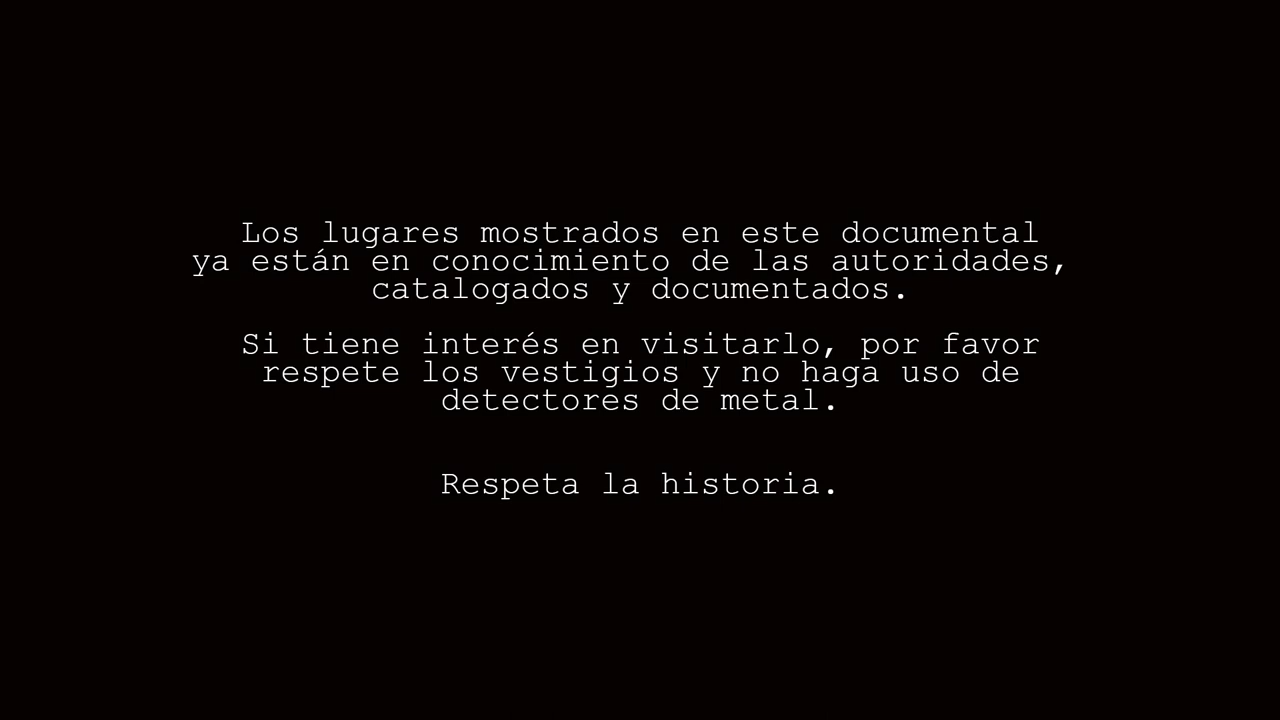 Los lugares mostrados en este documental
ya están en conocimiento de las autoridades,
catalogados y documentados.
Si tiene interés en visitarlo, por favor
respete los vestigios y no haga uso de
detectores de metal.
Respeta la historia.